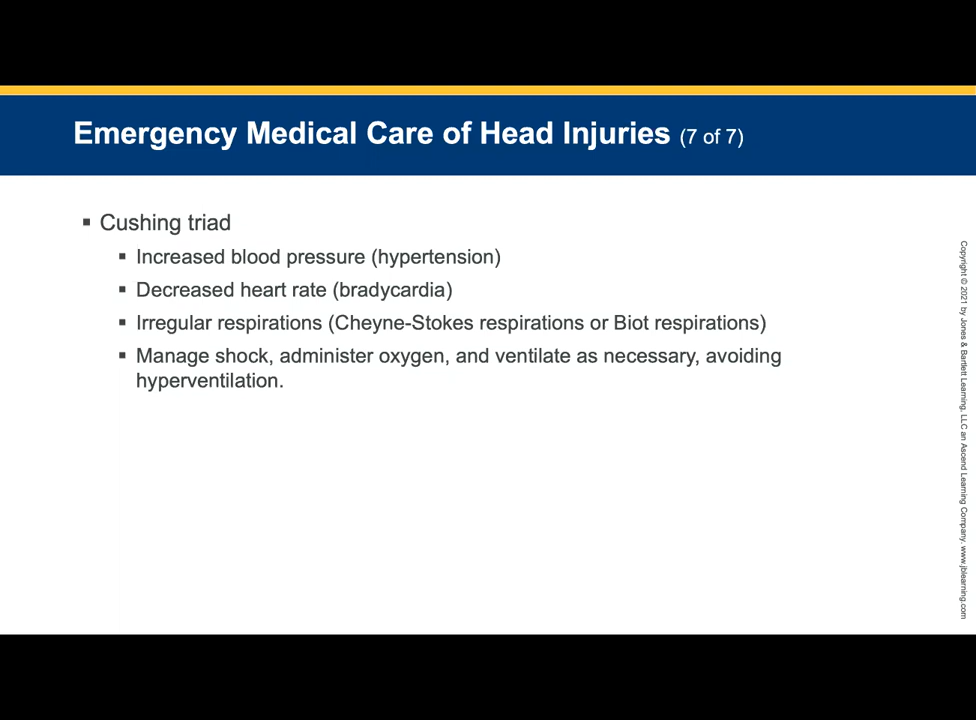 Emergency Medical Care of Head Injuries (7 of 7)
▪ Cushing triad
▪ Increased blood pressure (hypertension)
▪ Decreased heart rate (bradycardia)
▪ Irregular respirations (Cheyne-Stokes respirations or Biot respirations)
▪ Manage shock, administer oxygen, and ventilate as necessary, avoiding
hyperventilation.
Copyright © 2021 by Jones & Bartlett Learning, LLC an Ascend Learning Company. www.jblearning.com